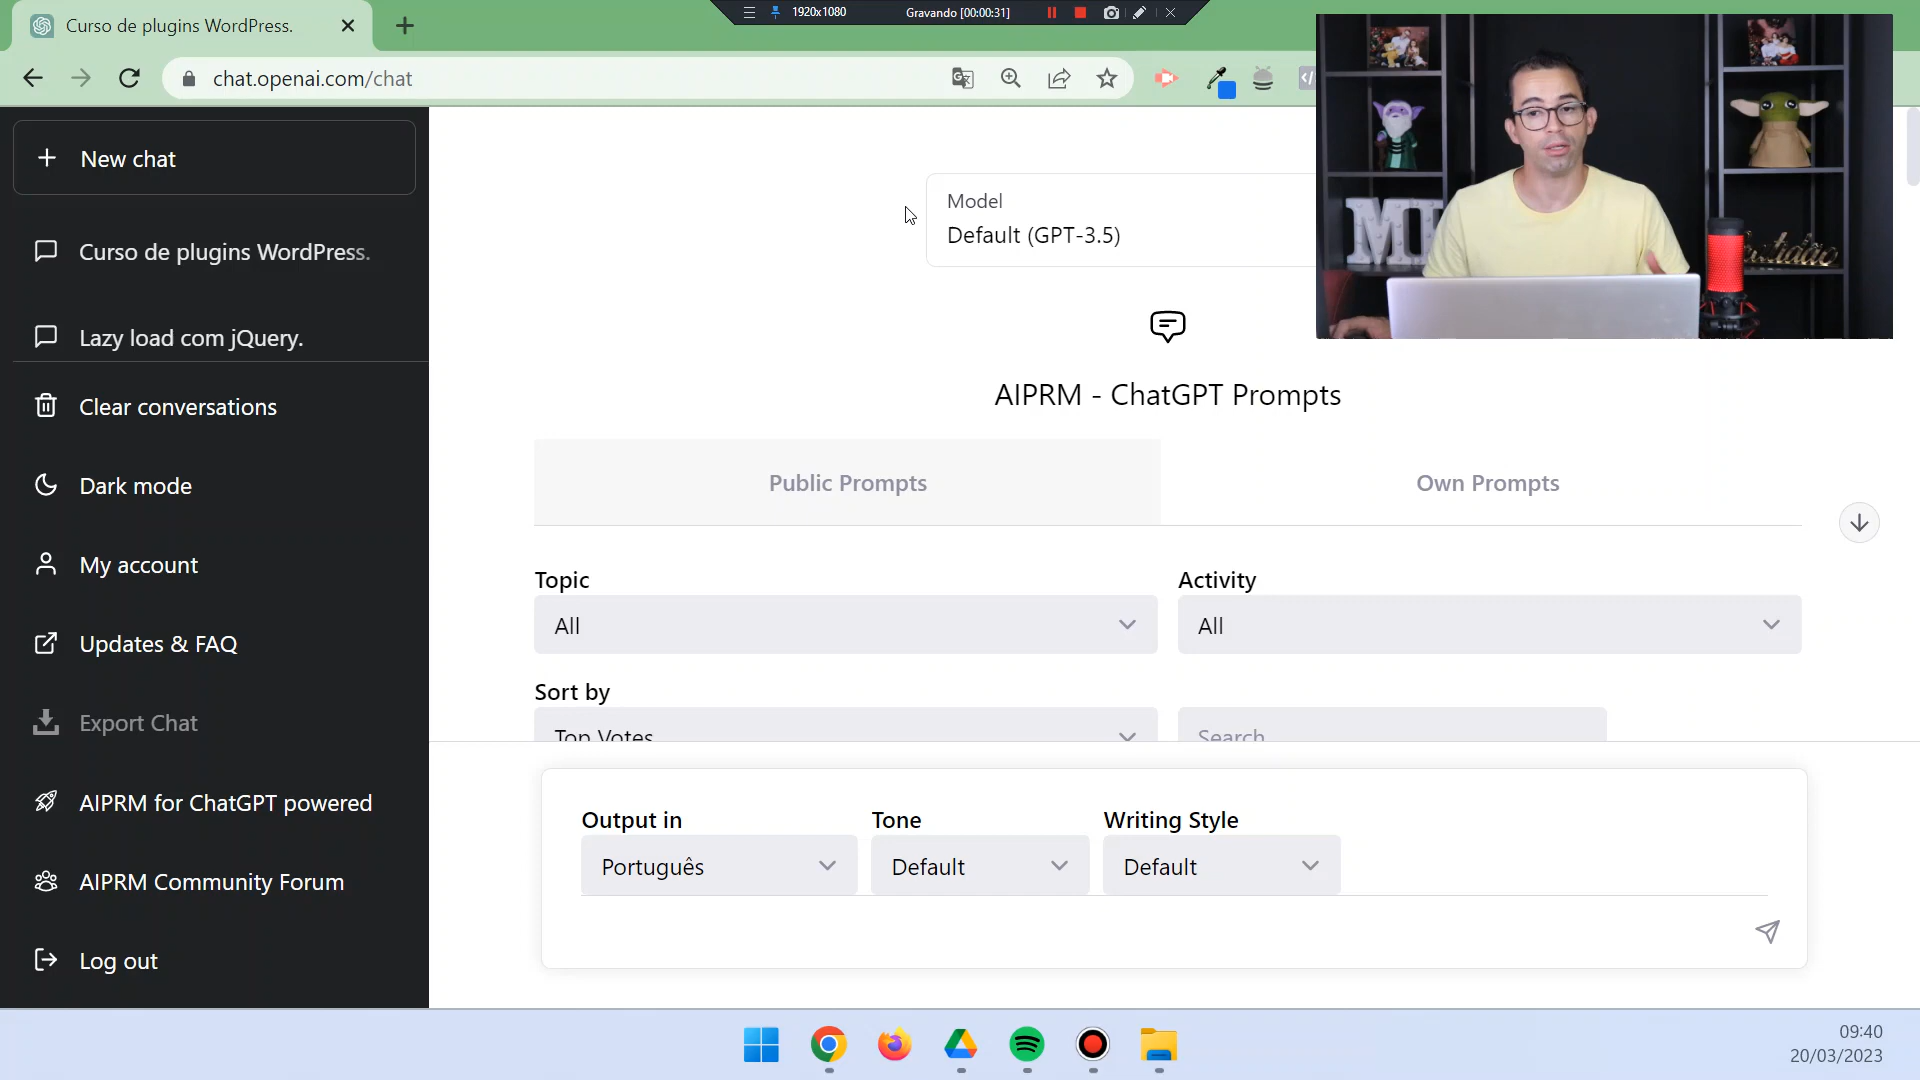 1920x1080
Gravando [00:00:31]
Curso de plugins WordPress.
chat.openai.com/chat
New chat
Curso de plugins WordPress.
Lazy load com jQuery.
Clear conversations
Dark mode
My account
Updates & FAQ
Export Chat
AIPRM for ChatGPT powered
AIPRM Community Forum
Log out
Model
Default (GPT-3.5)
AIPRM - ChatGPT Prompts
Public Prompts
Own Prompts
Topic
All
Activity
All
Sort by
Top Votes
Search
Output in
Português
Tone
Default
Writing Style
Default
09:40
20/03/2023